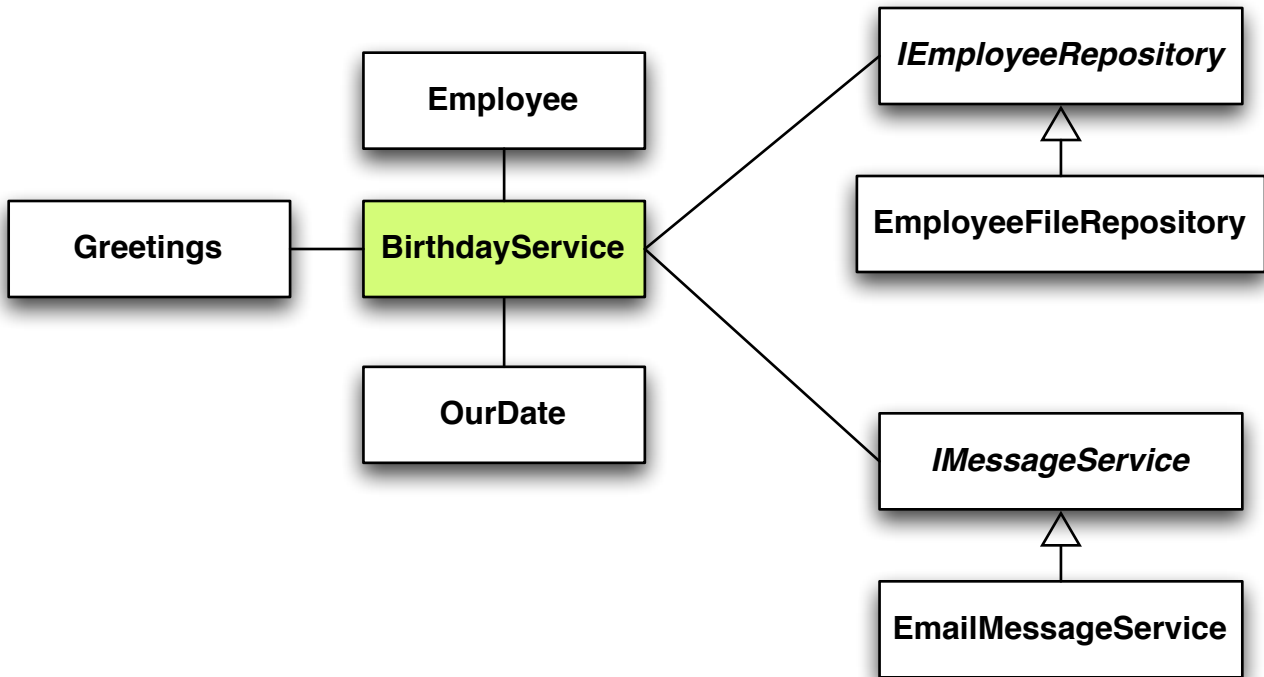 IEmployeeRepository
Employee
EmployeeFileRepository
Greetings
BirthdayService
OurDate
IMessageService
EmailMessageService